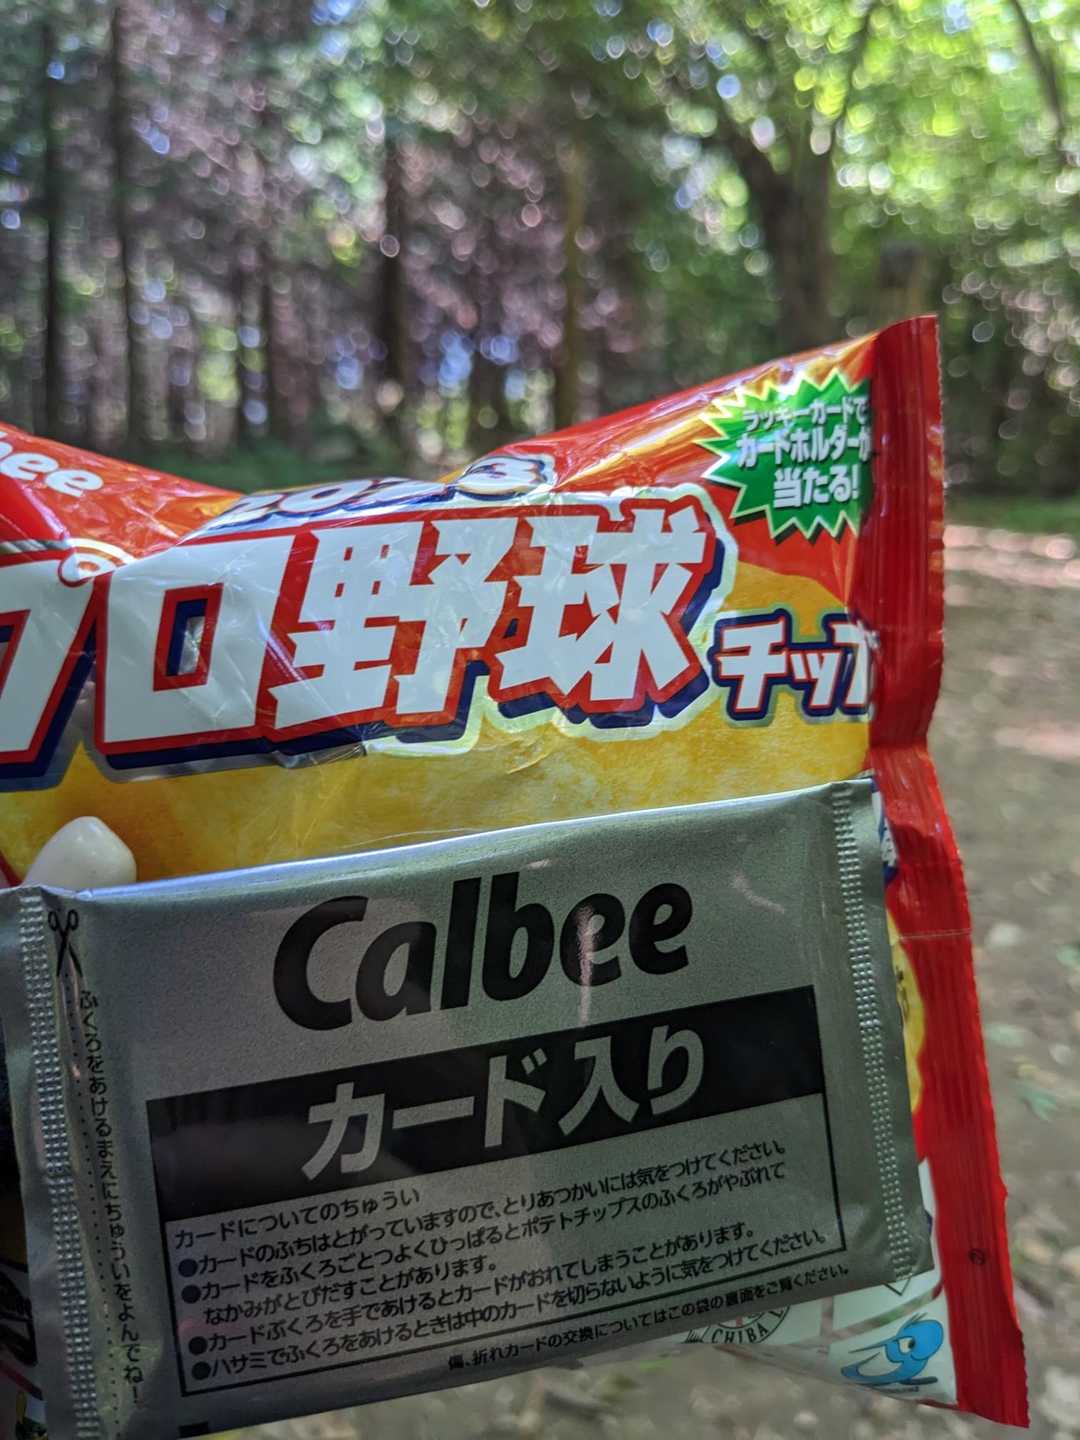 bee
2023
プロ野球
チップ
ラッキーカードで
カードホルダーが
当たる!
Calbee
カード入り
カードについてのちゅうい
●カードのふちはとがっていますので、とりあつかいには気をつけてください。
●カードをふくろごとつよくひっぱるとポテトチップスのふくろがやぶれて
なかみがとびだすことがあります。
●カードぶくろを手であけるとカードがおれてしまうことがあります。
●ハサミでふくろをあけるときは中のカードを切らないように気をつけてください。
傷、折れカードの交換についてはこの袋の裏面をご覧ください。
ふくろをあけるまえにちゅういをよんでね!
CHIBA